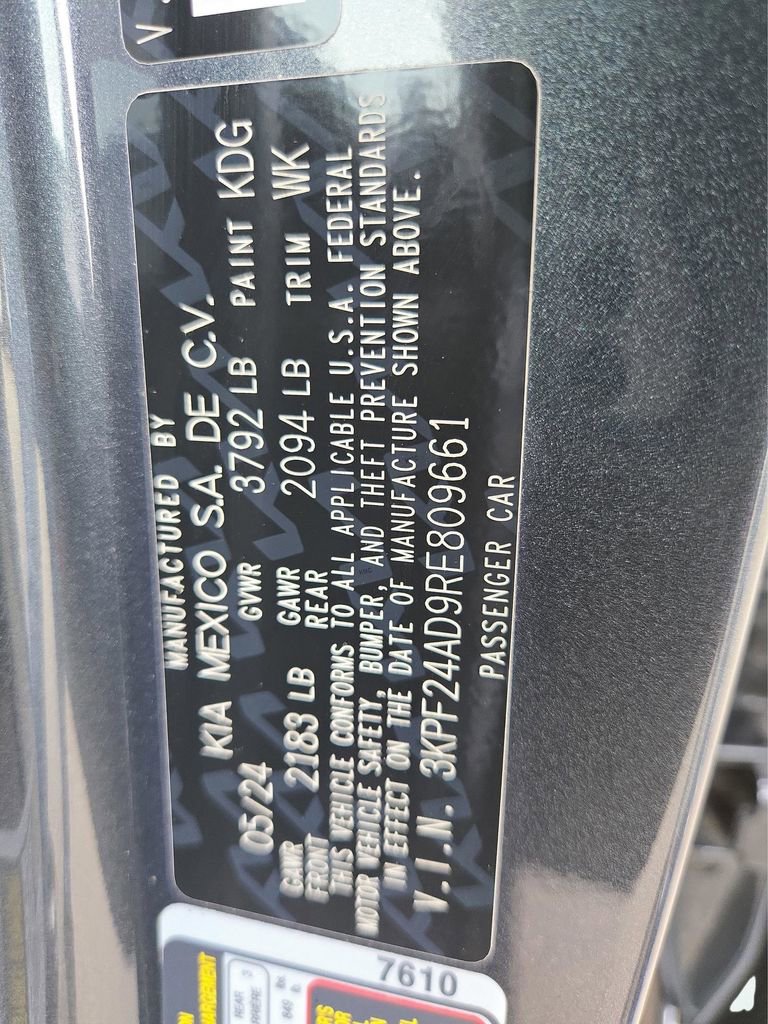 MANUFACTURED BY
KIA MEXICO S.A. DE C.V.
05/24 GVWR 3792 LB PAINT KDG
GAWR FRONT 2183 LB GAWR REAR 2094 LB TRIM WK
THIS VEHICLE CONFORMS TO ALL APPLICABLE U.S.A. FEDERAL
MOTOR VEHICLE SAFETY, BUMPER, AND THEFT PREVENTION STANDARDS
IN EFFECT ON THE DATE OF MANUFACTURE SHOWN ABOVE.
V.I.N. 3KPF24AD9RE809661
PASSENGER CAR
7610
REAR 3